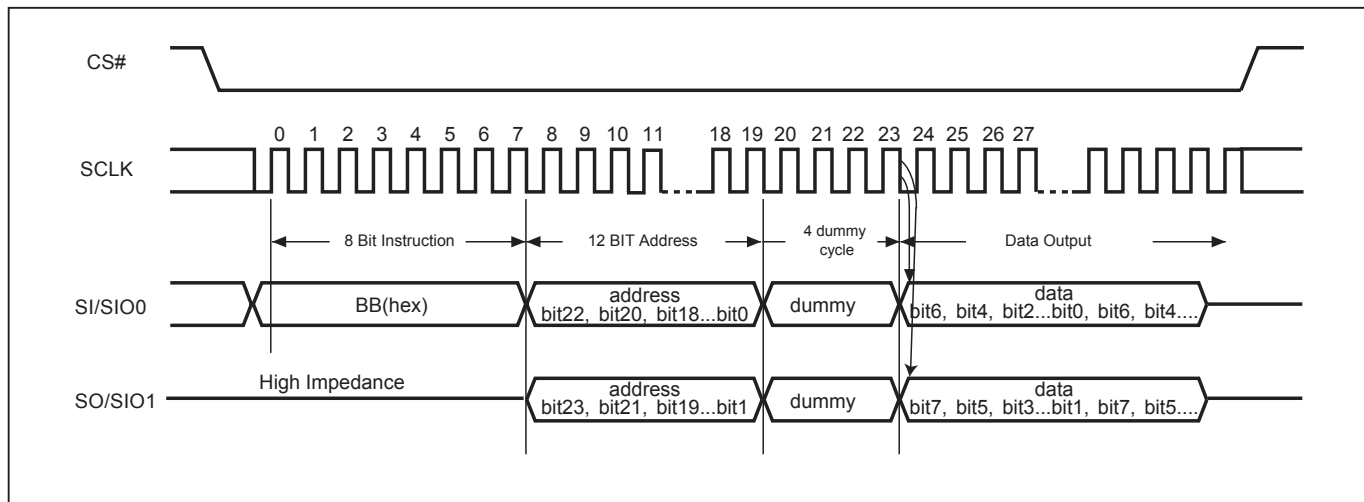 CS#
0 1 2 3 4 5 6 7 8 9 10 11 18 19 20 21 22 23 24 25 26 27
SCLK
8 Bit Instruction
12 BIT Address
4 dummy
cycle
Data Output
SI/SIO0
BB(hex)
address
bit22, bit20, bit18...bit0
dummy
data
bit6, bit4, bit2...bit0, bit6, bit4....
High Impedance
SO/SIO1
address
bit23, bit21, bit19...bit1
dummy
data
bit7, bit5, bit3...bit1, bit7, bit5....